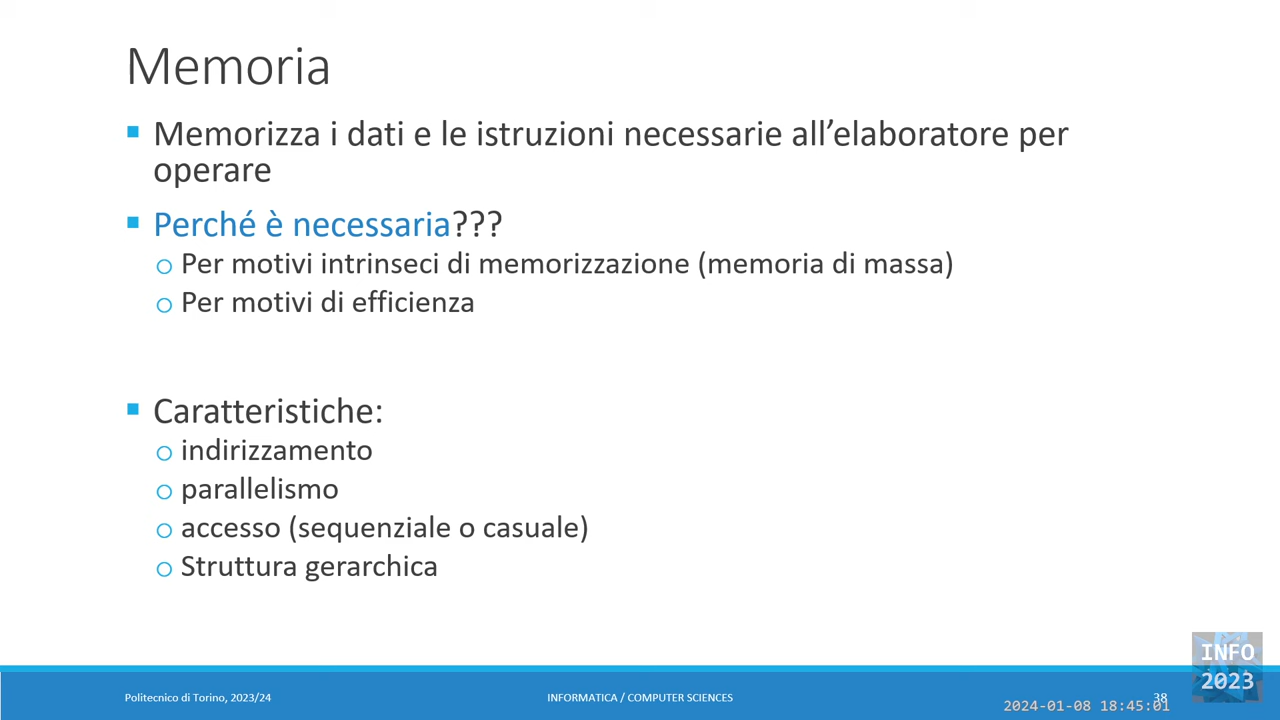 Memoria
Memorizza i dati e le istruzioni necessarie all’elaboratore per
operare
Perché è necessaria???
Per motivi intrinseci di memorizzazione (memoria di massa)
Per motivi di efficienza
Caratteristiche:
indirizzamento
parallelismo
accesso (sequenziale o casuale)
Struttura gerarchica
INFO
2023
Politecnico di Torino, 2023/24
INFORMATICA / COMPUTER SCIENCES
38
2024-01-08 18:45:01